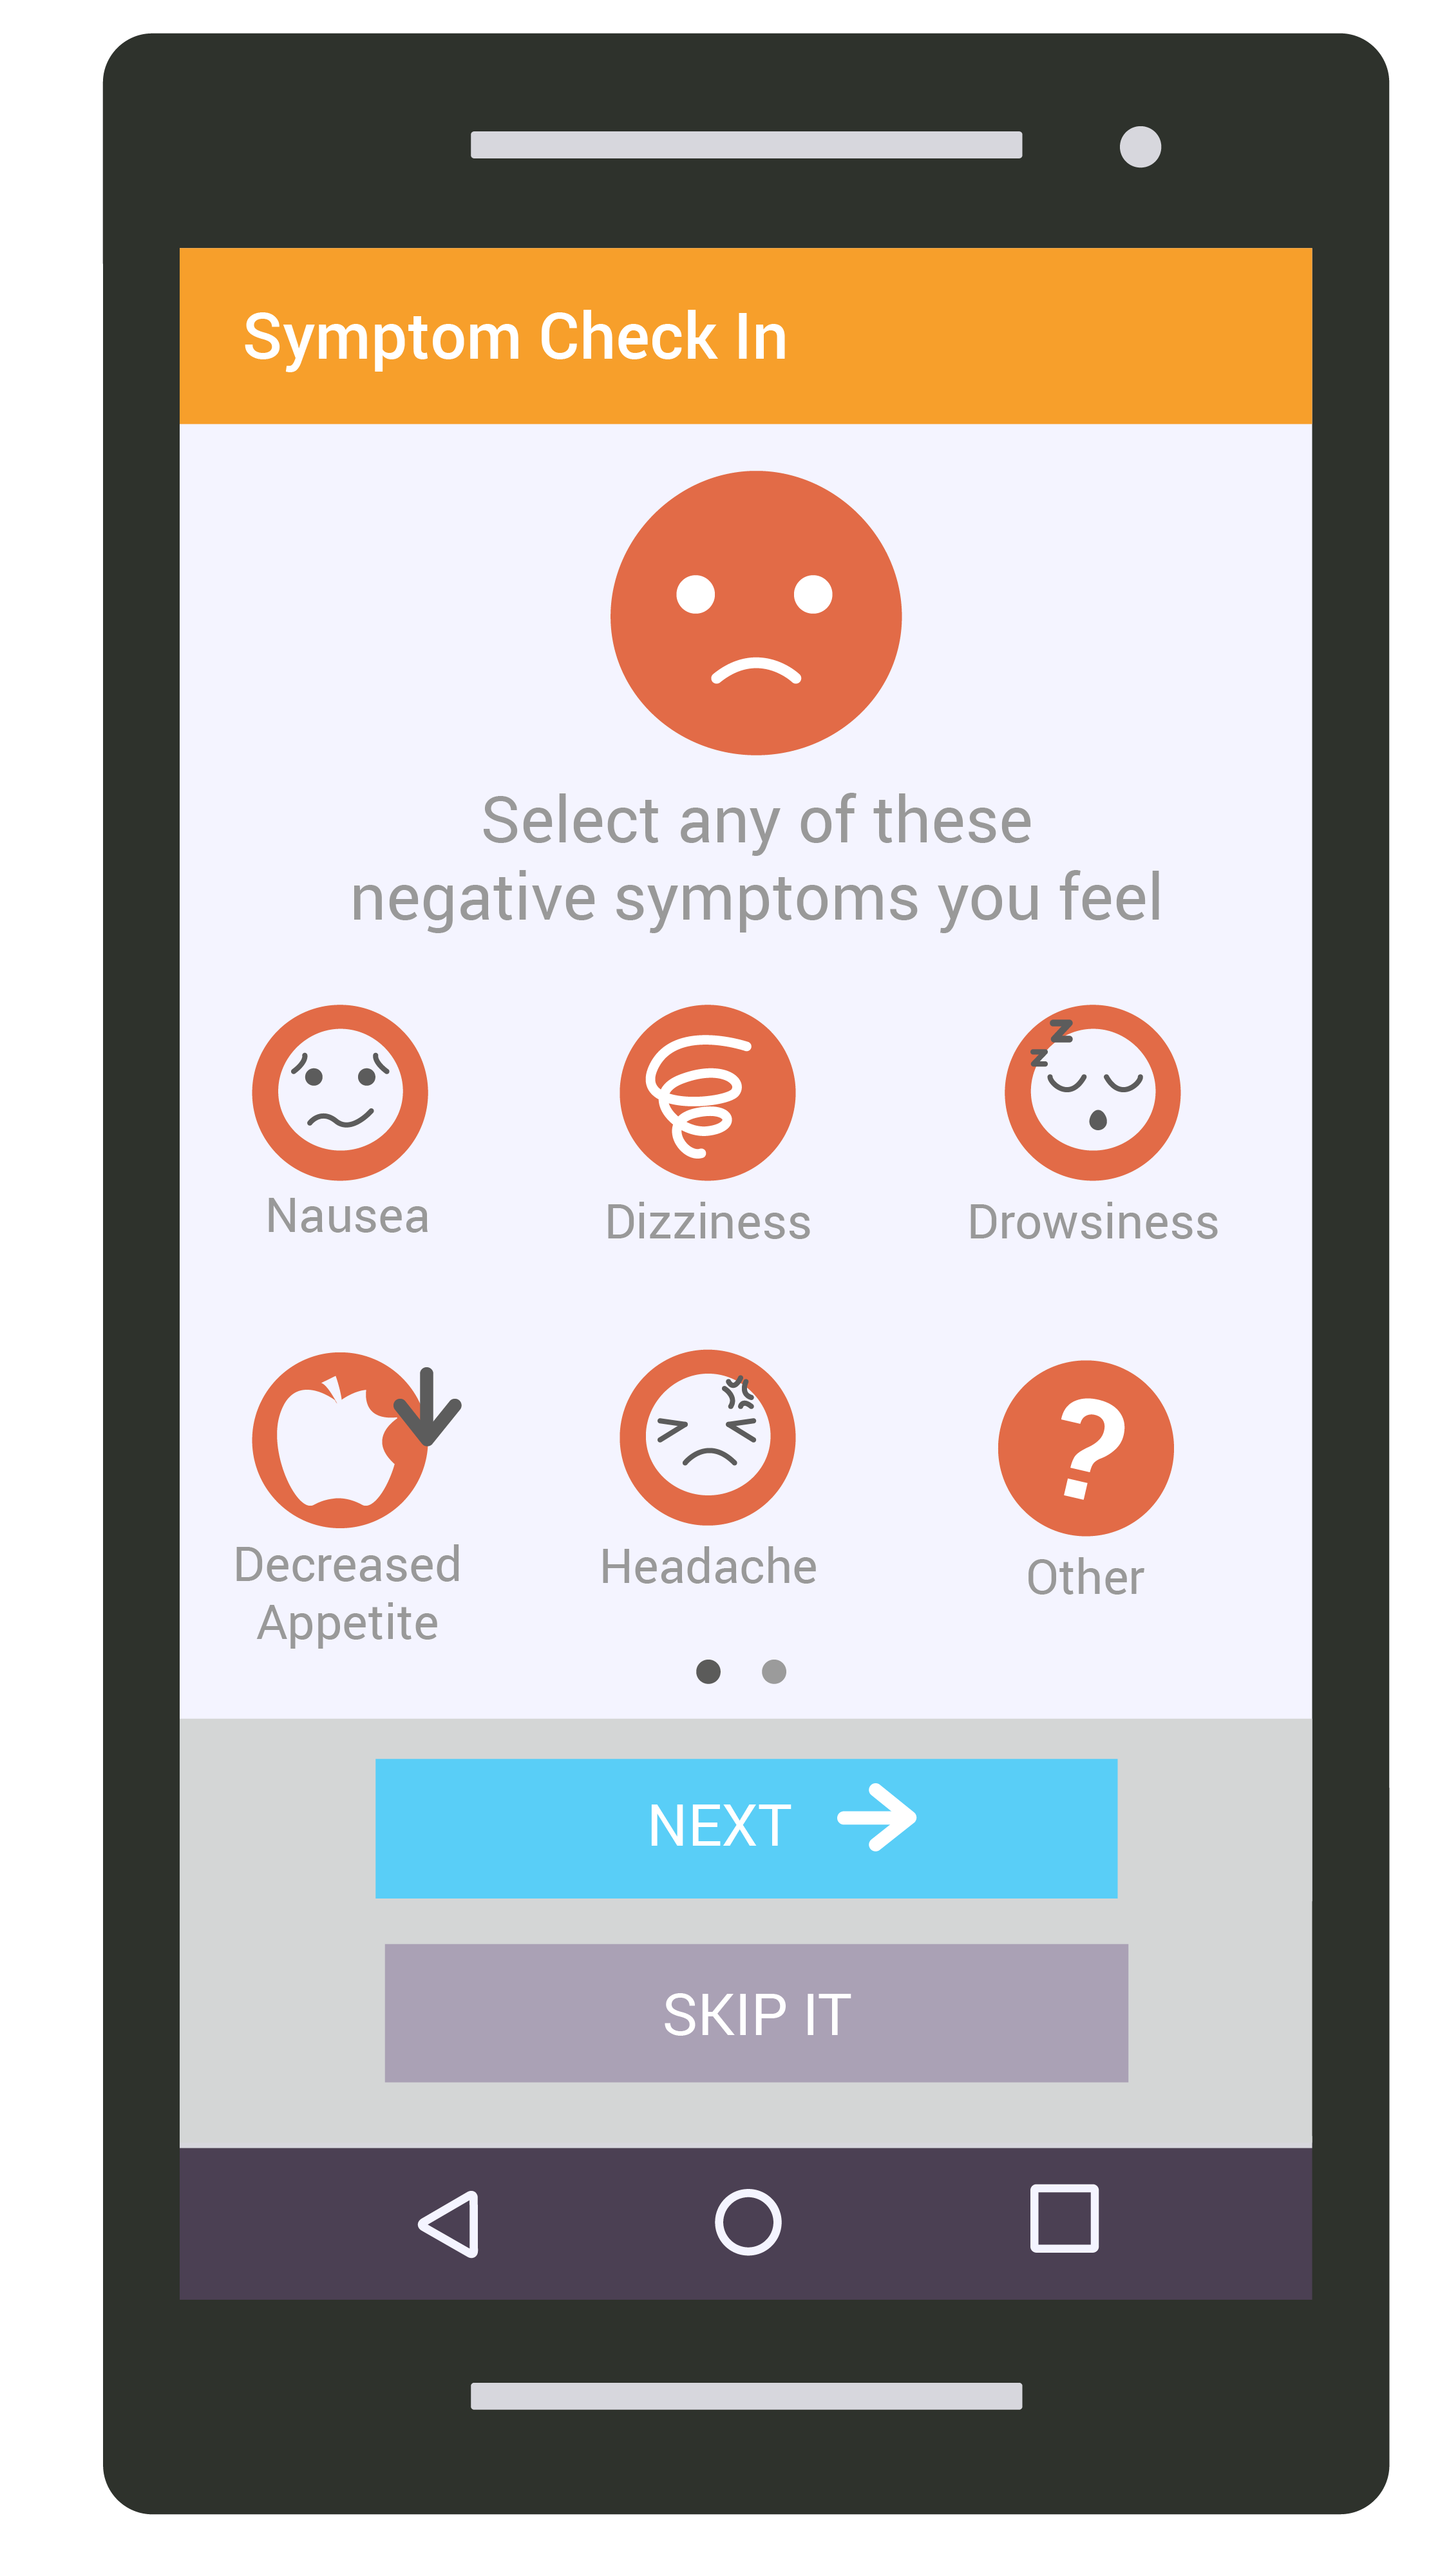 Symptom Check In
Select any of these
negative symptoms you feel
Nausea
Dizziness
Drowsiness
Decreased
Appetite
Headache
?
Other
NEXT
SKIP IT